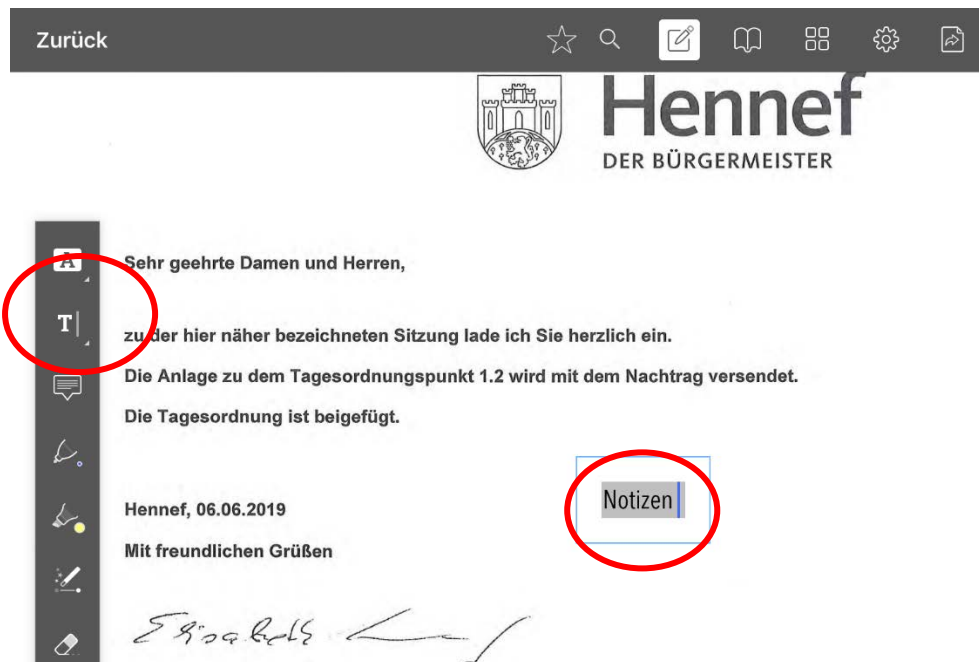 Zurück
Hennef
DER BÜRGERMEISTER
A
Sehr geehrte Damen und Herren,
T
zu der hier näher bezeichneten Sitzung lade ich Sie herzlich ein.
Die Anlage zu dem Tagesordnungspunkt 1.2 wird mit dem Nachtrag versendet.
Die Tagesordnung ist beigefügt.
Notizen
Hennef, 06.06.2019
Mit freundlichen Grüßen
Elisabeth